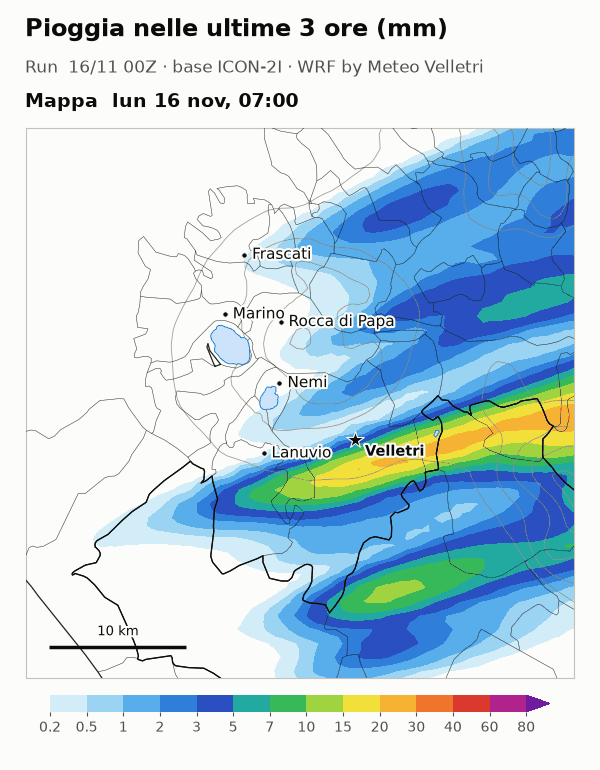 Pioggia nelle ultime 3 ore (mm)
Run 16/11 00Z · base ICON-2I · WRF by Meteo Velletri
Mappa lun 16 nov, 07:00
Frascati
Marino
Rocca di Papa
Nemi
Velletri
Lanuvio
10 km
0.2 0.5 1 2 3 5 7 10 15 20 30 40 60 80